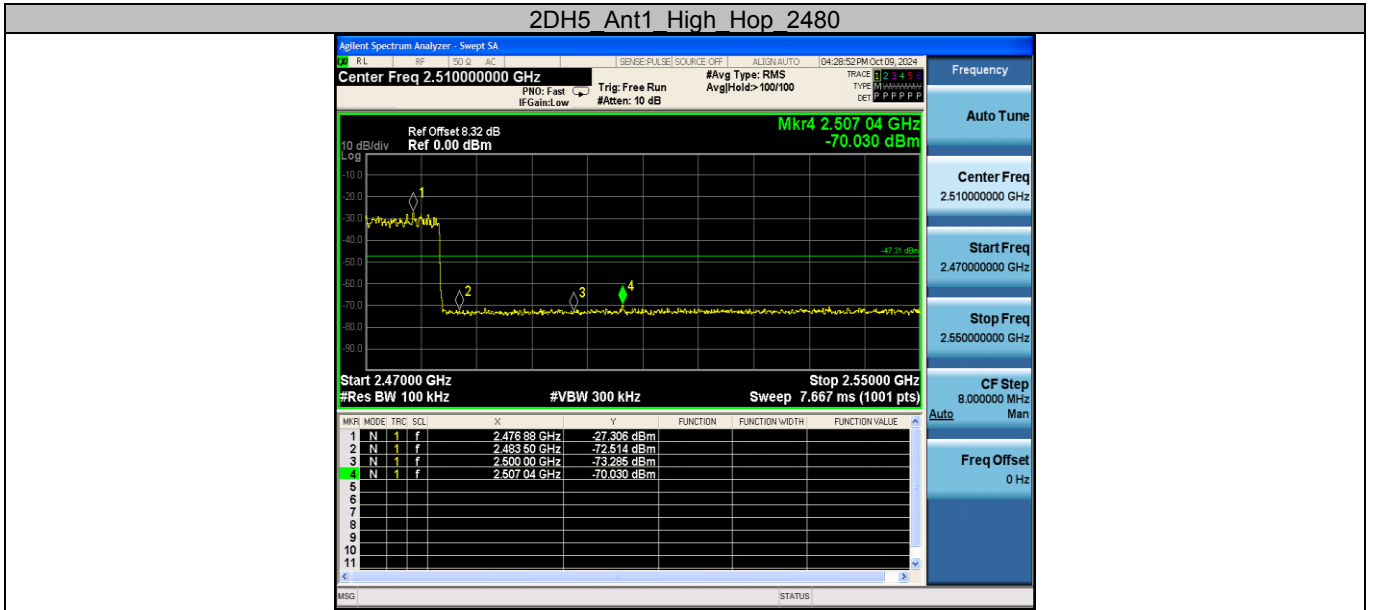 2DH5_Ant1_High_Hop_2480
Agilent Spectrum Analyzer - Swept SA
RL RF 50 Ω AC SENSE:PULSE SOURCE OFF ALIGN AUTO 04:28:52 PM Oct 09, 2024
Center Freq 2.510000000 GHz
PNO: Fast
IFGain:Low
Trig: Free Run
#Atten: 10 dB
#Avg Type: RMS
Avg|Hold:> 100/100
TRACE 1 2 3 4 5 6
TYPE M
DET P P P P P P
Mkr4 2.507 04 GHz
-70.030 dBm
Ref Offset 8.32 dB
10 dB/div Ref 0.00 dBm
Log
-10.0
-20.0
-30.0
-40.0
-50.0
-60.0
-70.0
-80.0
-90.0
1
2
3
4
-47.31 dBm
Start 2.47000 GHz Stop 2.55000 GHz
#Res BW 100 kHz #VBW 300 kHz Sweep 7.667 ms (1001 pts)
MKR MODE TRC SCL X Y FUNCTION FUNCTION WIDTH FUNCTION VALUE
1 N 1 f 2.476 88 GHz -27.306 dBm
2 N 1 f 2.483 50 GHz -72.514 dBm
3 N 1 f 2.500 00 GHz -73.285 dBm
4 N 1 f 2.507 04 GHz -70.030 dBm
5
6
7
8
9
10
11
MSG STATUS
Frequency
Auto Tune
Center Freq
2.510000000 GHz
Start Freq
2.470000000 GHz
Stop Freq
2.550000000 GHz
CF Step
8.000000 MHz
Auto Man
Freq Offset
0 Hz